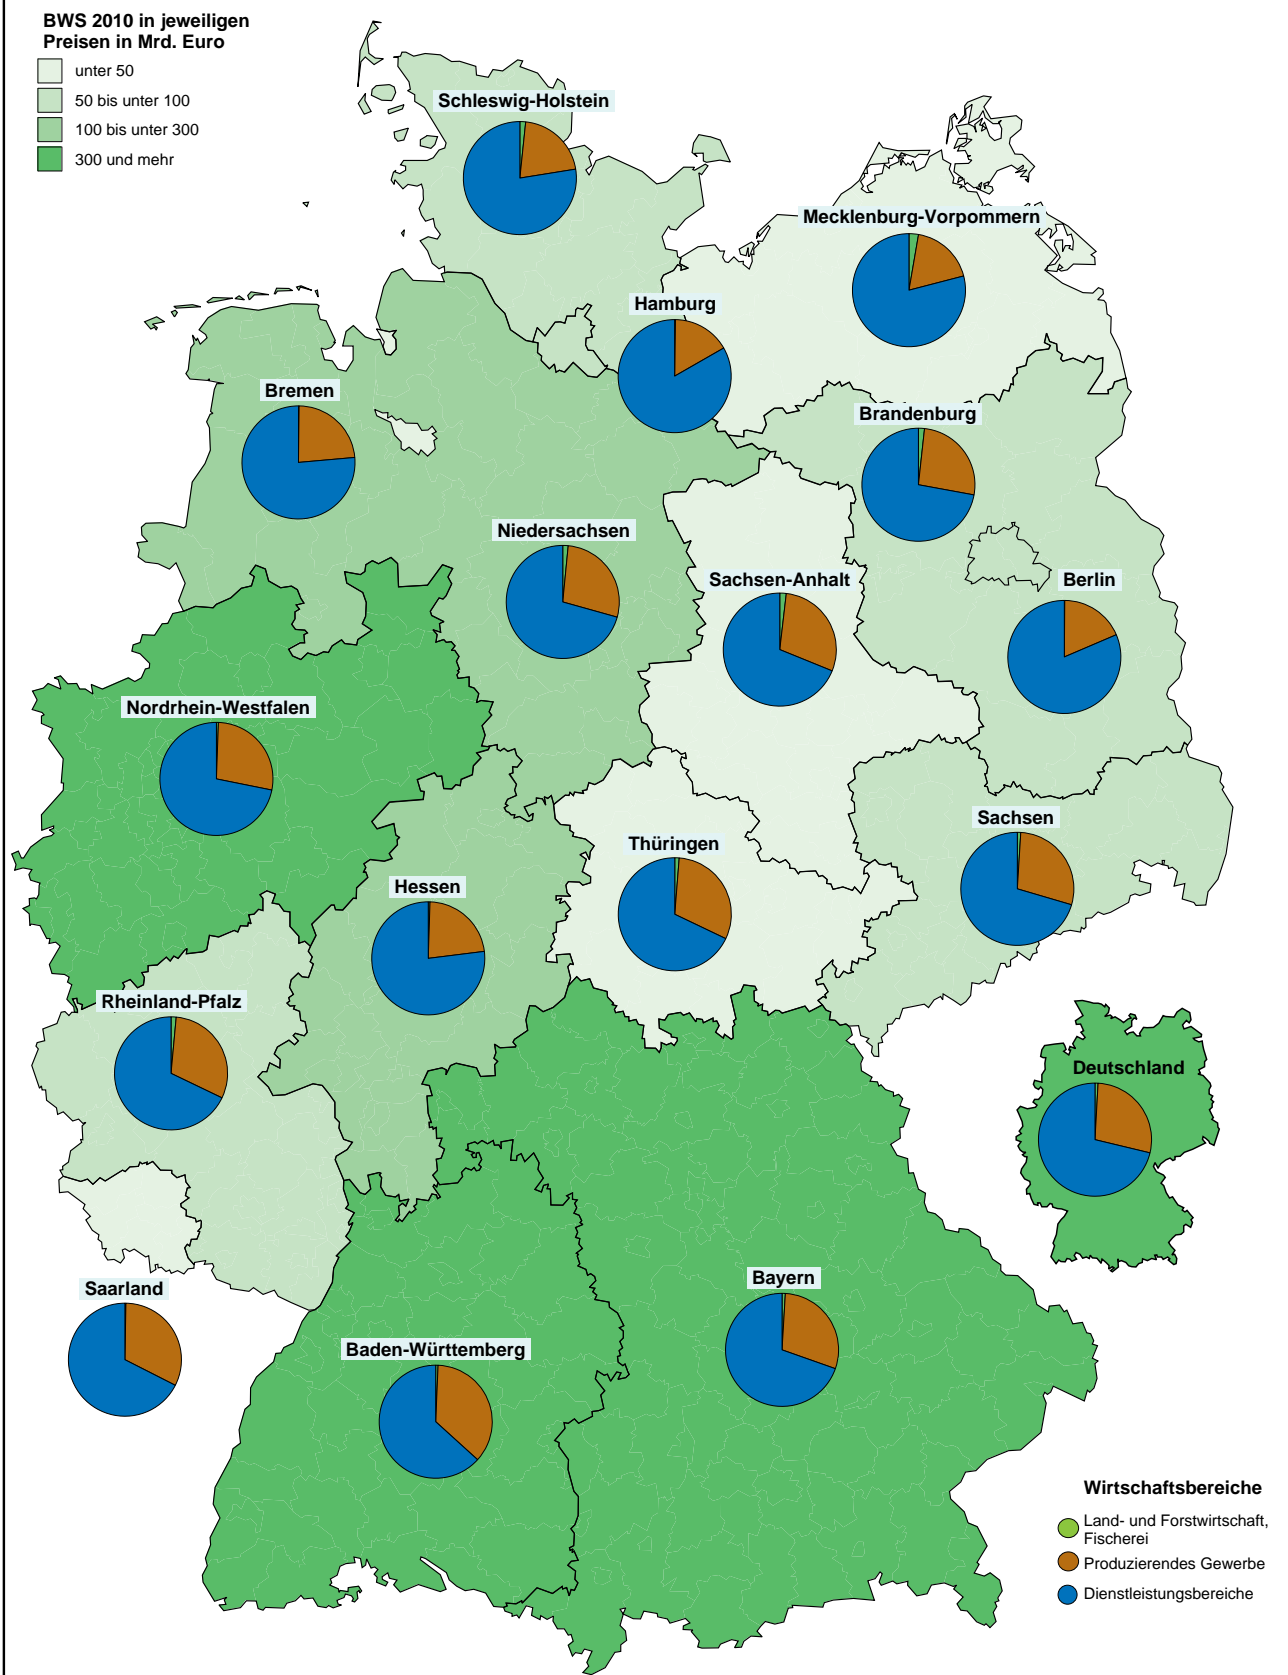 BWS 2010 in jeweiligen
Preisen in Mrd. Euro
unter 50
50 bis unter 100
100 bis unter 300
300 und mehr
Schleswig-Holstein
Mecklenburg-Vorpommern
Hamburg
Bremen
Brandenburg
Niedersachsen
Sachsen-Anhalt
Berlin
Nordrhein-Westfalen
Sachsen
Thüringen
Hessen
Rheinland-Pfalz
Deutschland
Saarland
Bayern
Baden-Württemberg
Wirtschaftsbereiche
Land- und Forstwirtschaft,
Fischerei
Produzierendes Gewerbe
Dienstleistungsbereiche